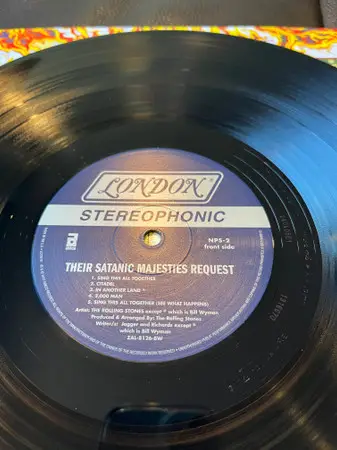 LONDON
STEREOPHONIC
NPS-2
front side
THEIR SATANIC MAJESTIES REQUEST
1. SING THIS ALL TOGETHER
2. CITADEL
3. IN ANOTHER LAND *
4. 2,000 MAN
5. SING THIS ALL TOGETHER (SEE WHAT HAPPENS)
Artist: THE ROLLING STONES except * which is Bill Wyman
Produced & Arranged By: The Rolling Stones
Writer/s: Jagger and Richards except *
which is Bill Wyman
ZAL-8126-BW